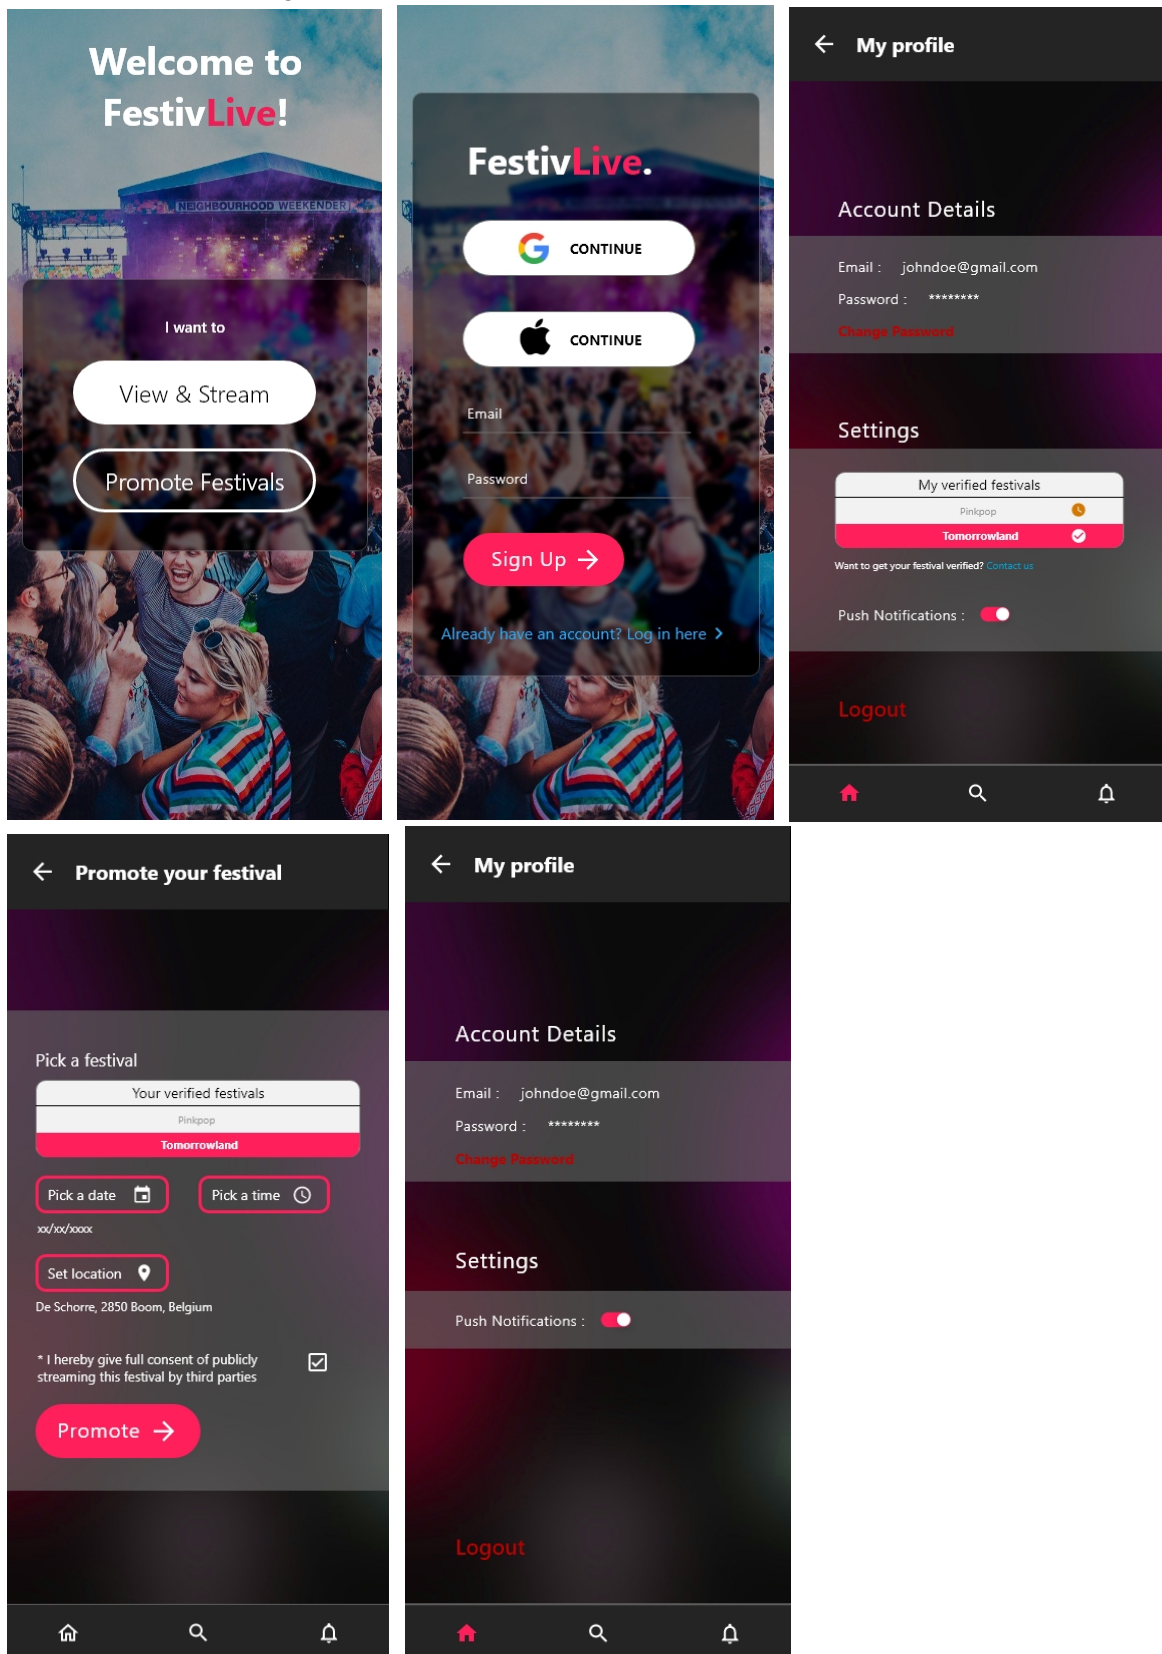 Welcome to
FestivLive!
NEIGHBOURHOOD WEEKENDER
I want to
View & Stream
Promote Festivals
FestivLive.
CONTINUE
CONTINUE
Email
Password
Sign Up
Already have an account? Log in here
My profile
Account Details
Email : johndoe@gmail.com
Password : ********
Change Password
Settings
My verified festivals
Pinkpop
Tomorrowland
Want to get your festival verified? Contact us
Push Notifications :
Logout
Promote your festival
Pick a festival
Your verified festivals
Pinkpop
Tomorrowland
Pick a date
Pick a time
xx/xx/xxxx
Set location
De Schorre, 2850 Boom, Belgium
* I hereby give full consent of publicly
streaming this festival by third parties
Promote
My profile
Account Details
Email : johndoe@gmail.com
Password : ********
Change Password
Settings
Push Notifications :
Logout